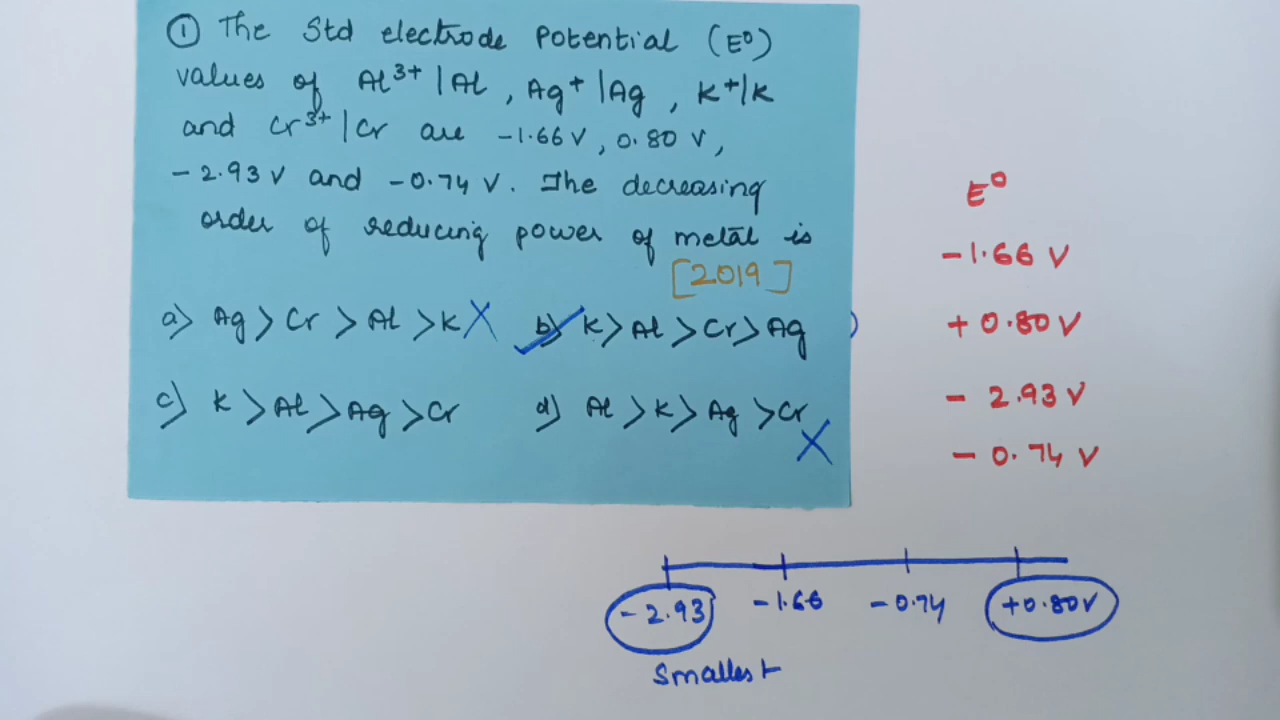 ① The Std electrode Potential (E⁰)
values of Al³⁺|Al, Ag⁺|Ag, K⁺/K
and Cr³⁺|Cr are -1.66 V, 0.80 V,
-2.93 V and -0.74 V. The decreasing
order of reducing power of metal is
[2019]
a) Ag > Cr > Al > K X b) K > Al > Cr > Ag
c) K > Al > Ag > Cr d) Al > K > Ag > Cr X
E⁰
-1.66 V
+0.80 V
- 2.93 V
- 0.74 V
-2.93 -1.66 -0.74 +0.80V
Smallest